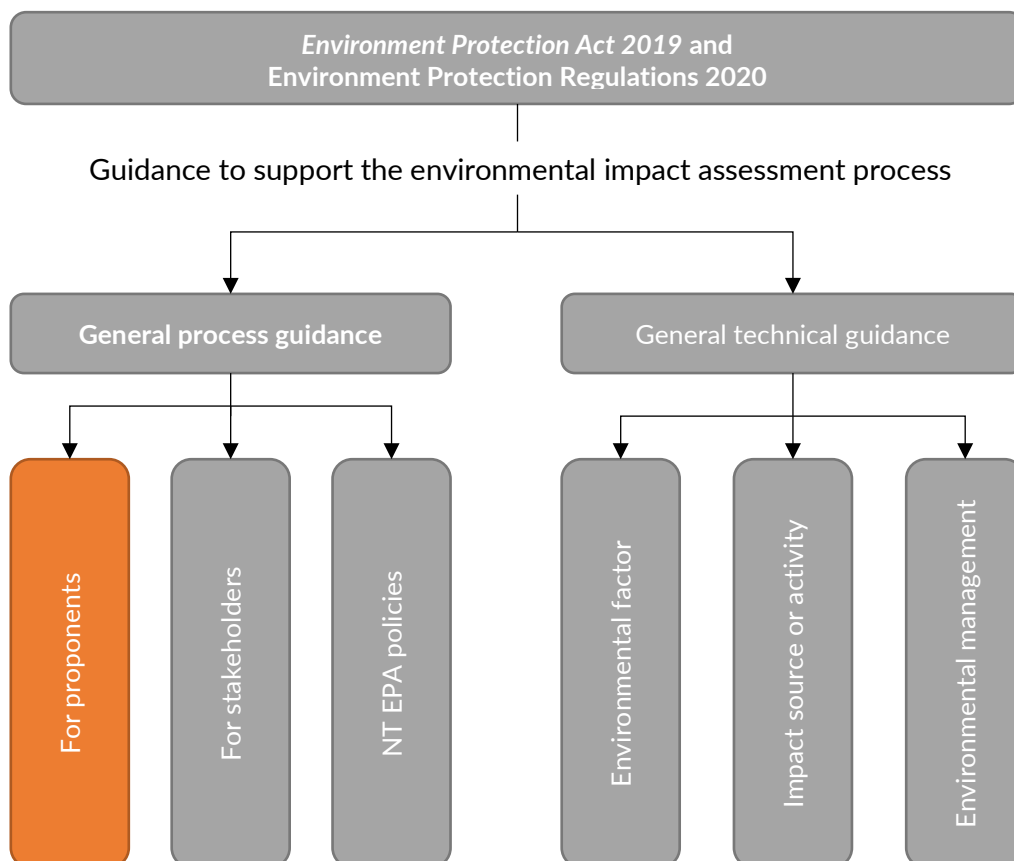 Environment Protection Act 2019 and
Environment Protection Regulations 2020
Guidance to support the environmental impact assessment process
General process guidance
General technical guidance
For proponents
For stakeholders
NT EPA policies
Environmental factor
Impact source or activity
Environmental management